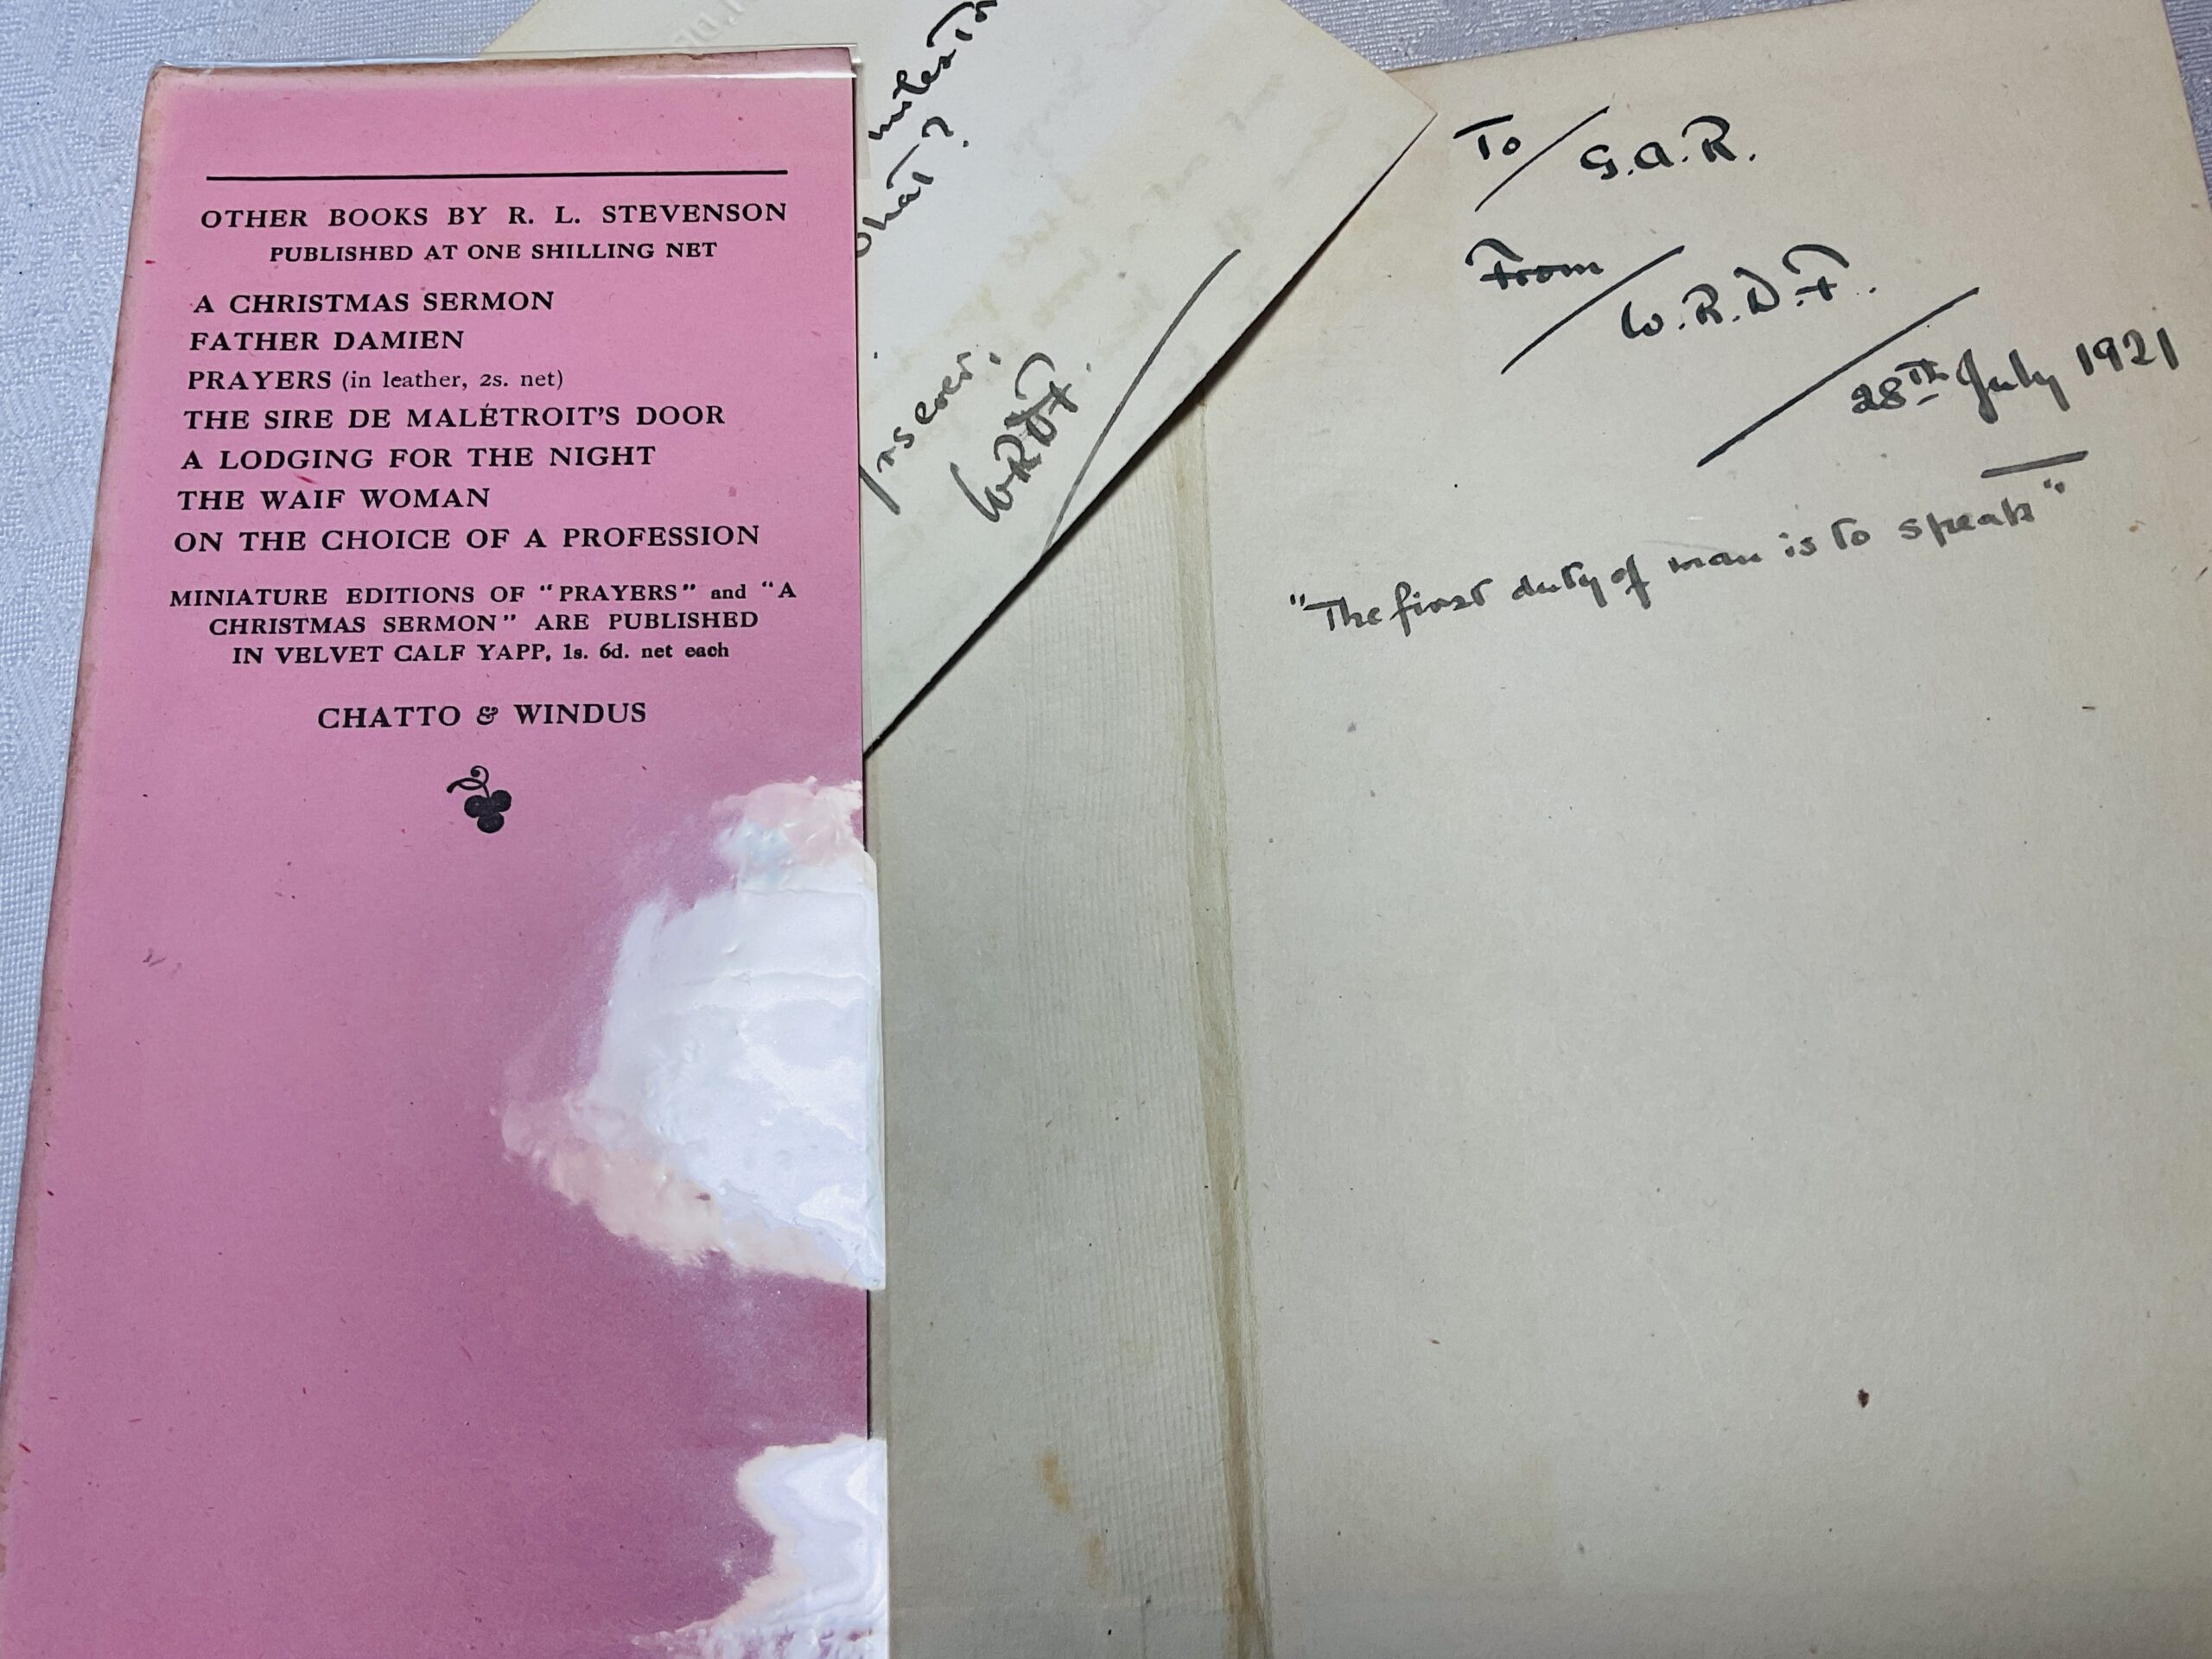 OTHER BOOKS BY R. L. STEVENSON
PUBLISHED AT ONE SHILLING NET
A CHRISTMAS SERMON
FATHER DAMIEN
PRAYERS (in leather, 2s. net)
THE SIRE DE MALÉTROIT'S DOOR
A LODGING FOR THE NIGHT
THE WAIF WOMAN
ON THE CHOICE OF A PROFESSION
MINIATURE EDITIONS OF "PRAYERS" and "A
CHRISTMAS SERMON" ARE PUBLISHED
IN VELVET CALF YAPP, 1s. 6d. net each
CHATTO & WINDUS
what?
WRDF.
To/ G.A.R.
From/ W.R.D.F.
28TH July 1921
"The first duty of man is to speak"